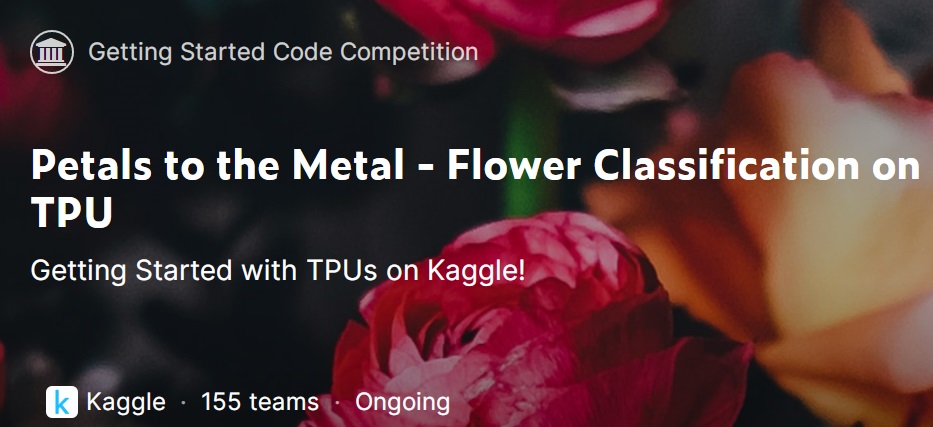 Getting Started Code Competition
Petals to the Metal - Flower Classification on
TPU
Getting Started with TPUs on Kaggle!
k Kaggle · 155 teams · Ongoing